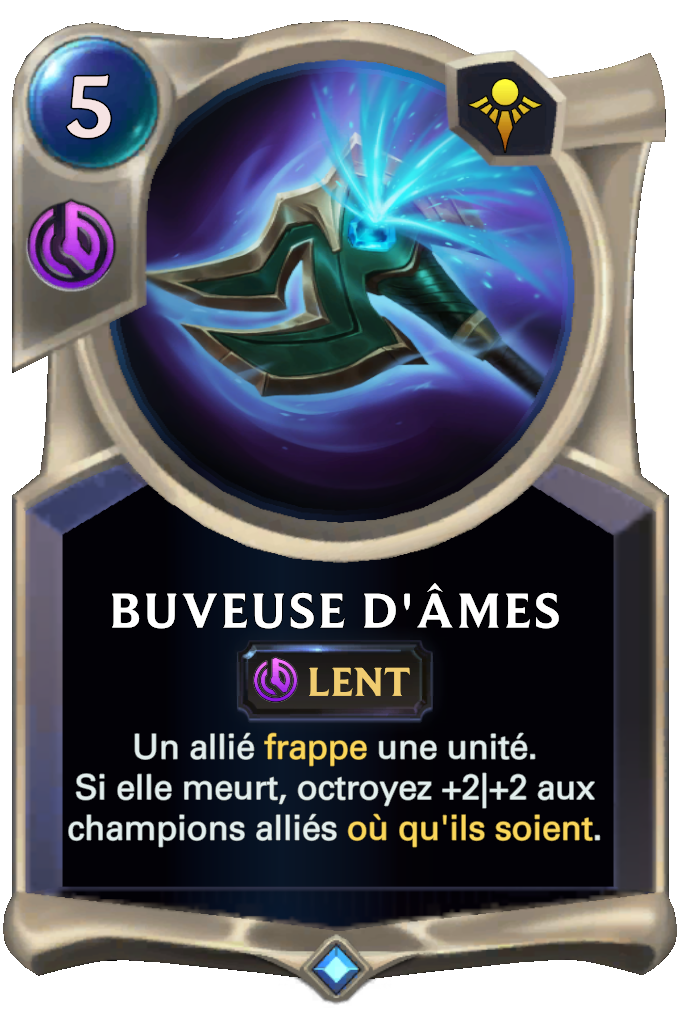 5
BUVEUSE D'ÂMES
LENT
Un allié frappe une unité.
Si elle meurt, octroyez +2|+2 aux
champions alliés où qu'ils soient.